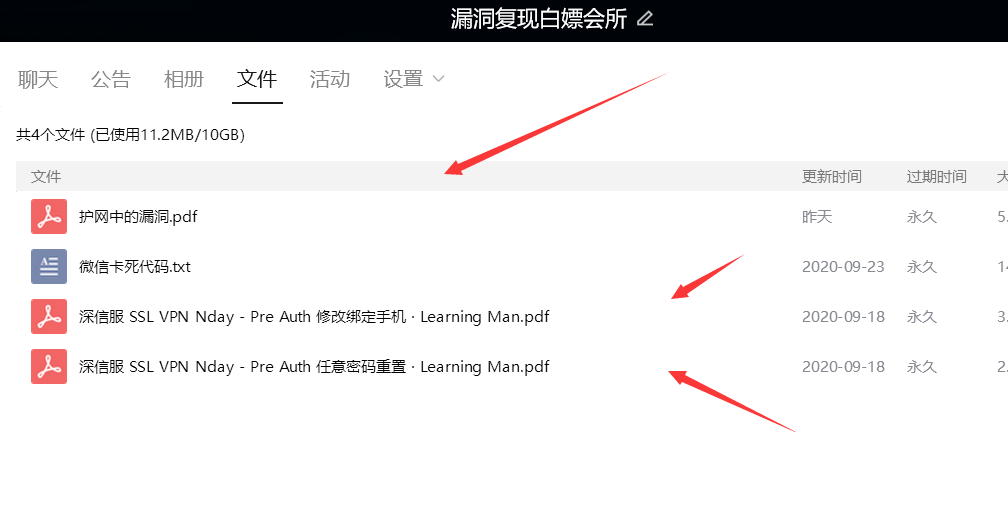 漏洞复现白嫖会所
聊天 公告 相册 文件 活动 设置
共4个文件 (已使用11.2MB/10GB)
文件 更新时间 过期时间
护网中的漏洞.pdf 昨天 永久 5.
微信卡死代码.txt 2020-09-23 永久 14
深信服 SSL VPN Nday - Pre Auth 修改绑定手机 · Learning Man.pdf 2020-09-18 永久 3.
深信服 SSL VPN Nday - Pre Auth 任意密码重置 · Learning Man.pdf 2020-09-18 永久 2.